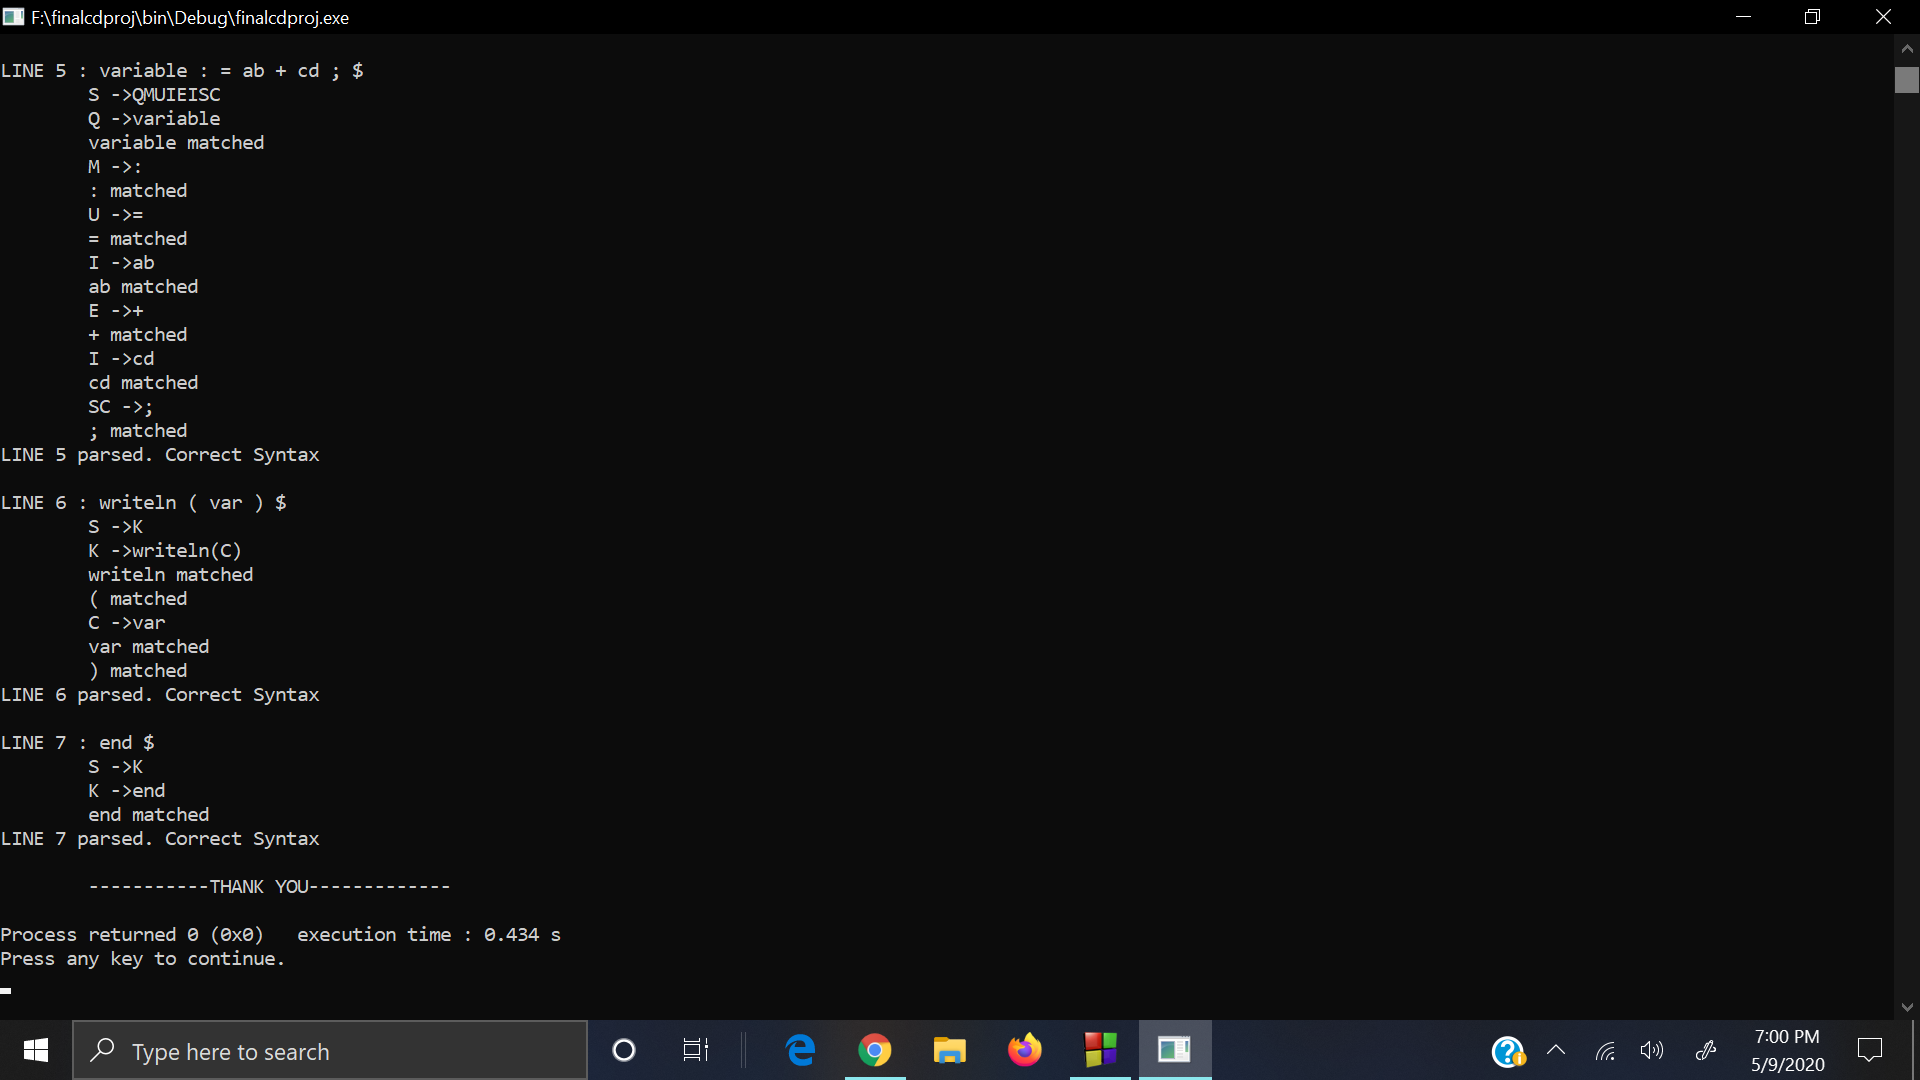 F:\finalcdproj\bin\Debug\finalcdproj.exe
LINE 5 : variable : = ab + cd ; $
S ->QMUIEISC
Q ->variable
variable matched
M ->:
: matched
U ->=
= matched
I ->ab
ab matched
E ->+
+ matched
I ->cd
cd matched
SC ->;
; matched
LINE 5 parsed. Correct Syntax
LINE 6 : writeln ( var ) $
S ->K
K ->writeln(C)
writeln matched
( matched
C ->var
var matched
) matched
LINE 6 parsed. Correct Syntax
LINE 7 : end $
S ->K
K ->end
end matched
LINE 7 parsed. Correct Syntax
-----------THANK YOU-------------
Process returned 0 (0x0)   execution time : 0.434 s
Press any key to continue.
Type here to search
7:00 PM
5/9/2020